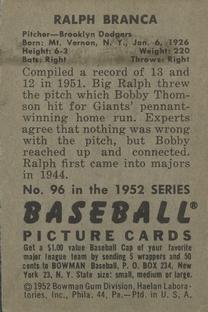 RALPH BRANCA
Pitcher—Brooklyn Dodgers
Born: Mt. Vernon, N. Y., Jan. 6, 1926
Height: 6-3 Weight: 220
Bats: Right Throws: Right
Compiled a record of 13 and
12 in 1951. Big Ralph threw
the pitch which Bobby Thom-
son hit for Giants' pennant-
winning home run. Experts
agree that nothing was wrong
with the pitch, but Bobby
reached up and connected.
Ralph first came into majors
in 1944.
No. 96 in the 1952 SERIES
BASEBALL®
PICTURE CARDS
Get a $1.00 value Baseball Cap of your favorite
major league team by sending 5 wrappers and 50
cents to BOWMAN Baseball, P. O. BOX 234, New
York 23, N. Y. State size: small, medium or large.
©1952 Bowman Gum Division, Haelan Labora-
tories, Inc., Phila. 44, Pa.—Ptd. in U. S. A.